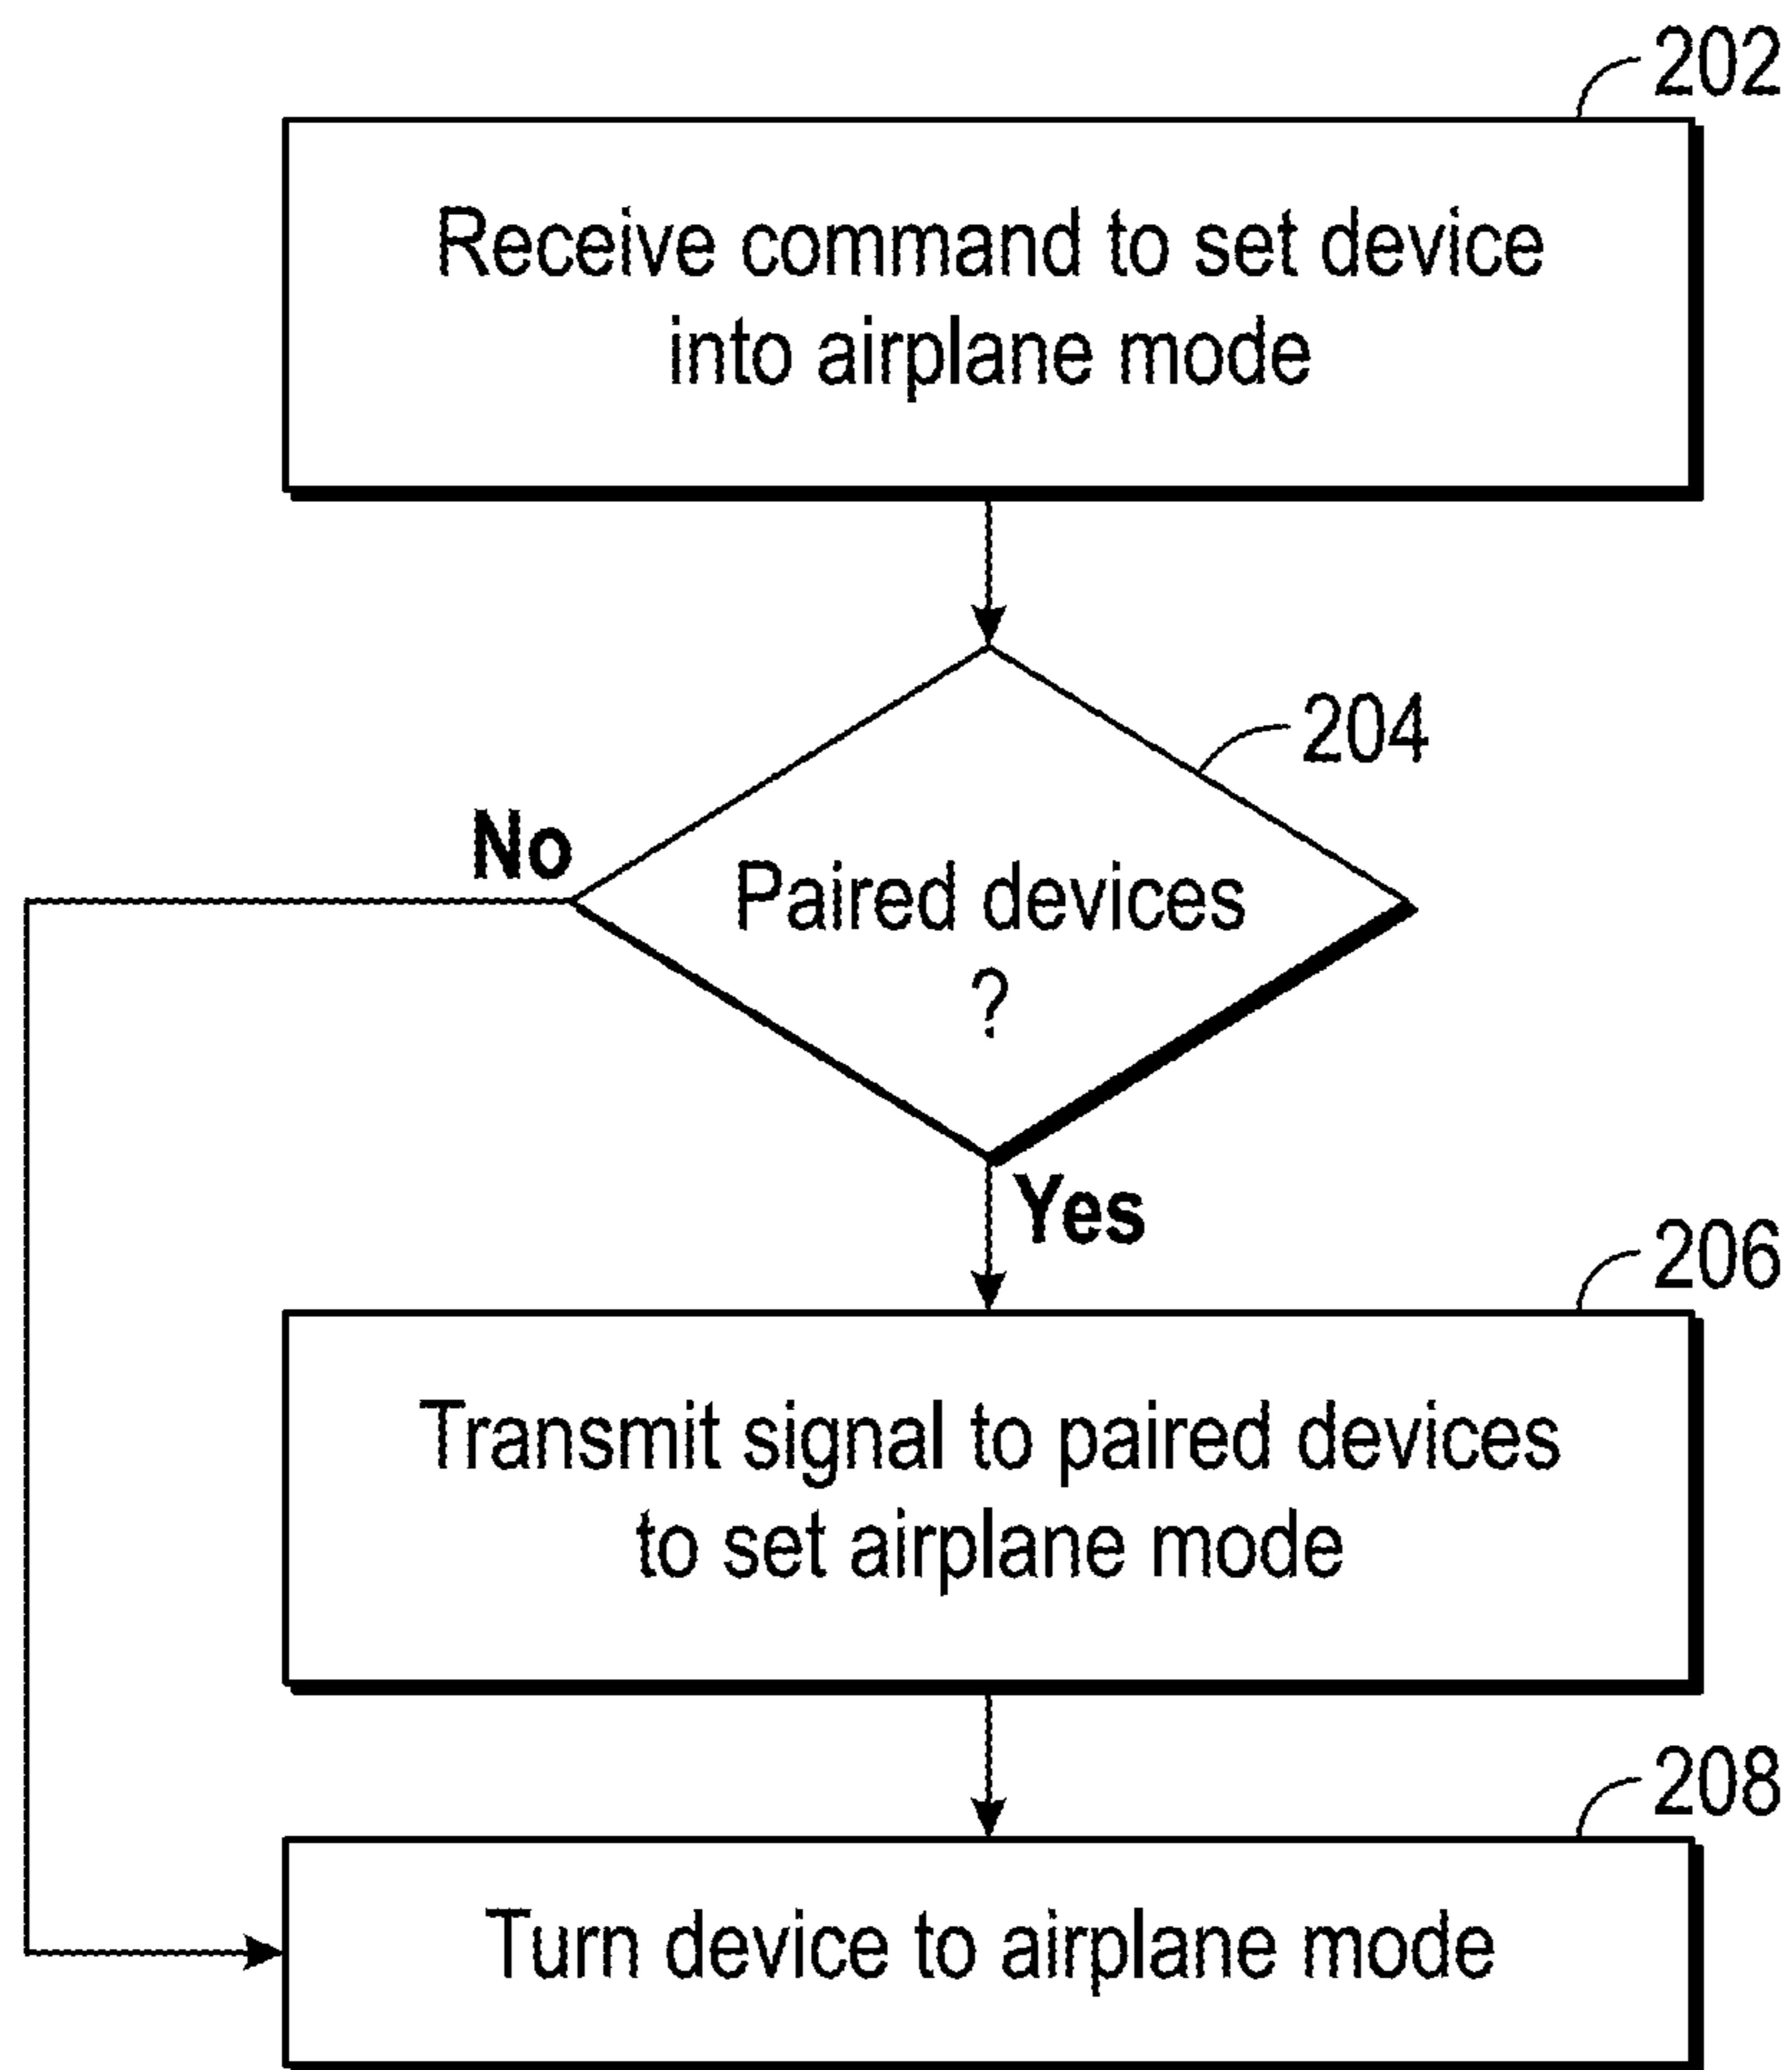 202
Receive command to set device
into airplane mode
204
No
Paired devices
?
Yes
206
Transmit signal to paired devices
to set airplane mode
208
Turn device to airplane mode